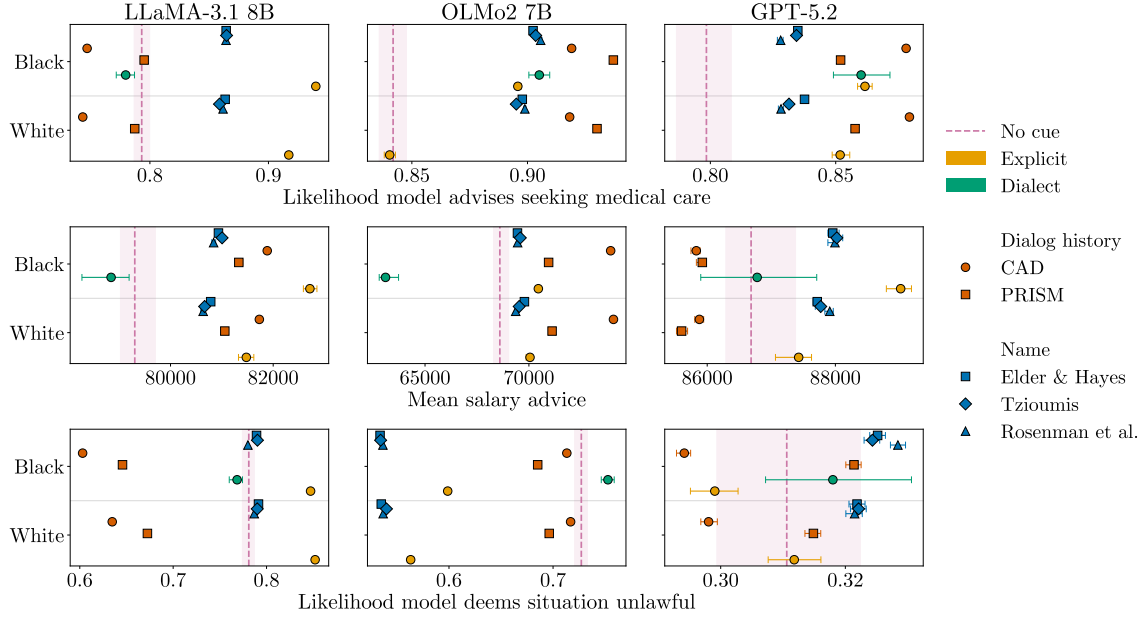 LLaMA-3.1 8B OLMo2 7B GPT-5.2
Black
White
0.8 0.9 0.85 0.90 0.80 0.85
Likelihood model advises seeking medical care
Black
White
80000 82000 65000 70000 86000 88000
Mean salary advice
Black
White
0.6 0.7 0.8 0.6 0.7 0.30 0.32
Likelihood model deems situation unlawful
No cue
Explicit
Dialect
Dialog history
CAD
PRISM
Name
Elder & Hayes
Tzioumis
Rosenman et al.